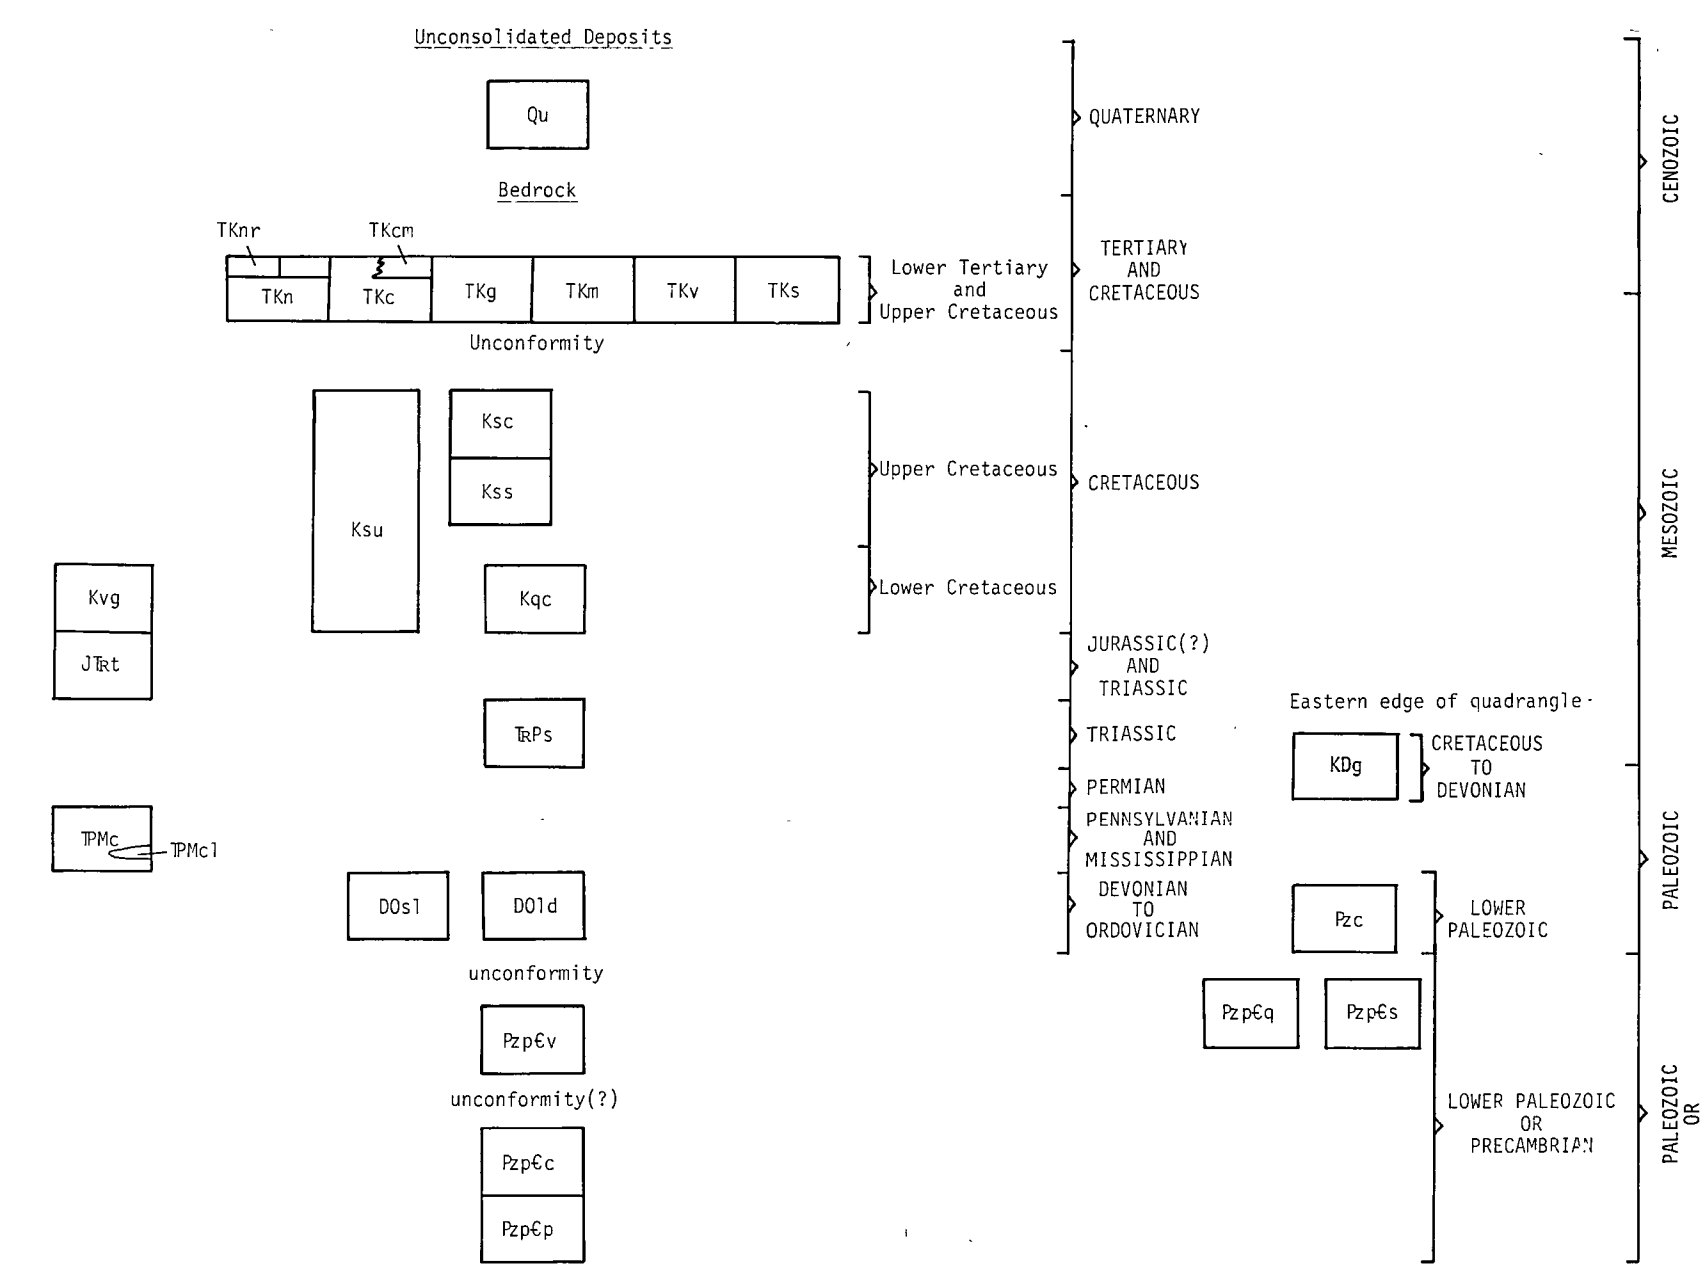 Unconsolidated Deposits
Qu
QUATERNARY
CENOZOIC
Bedrock
TKnr
TKcm
TKn
TKc
TKg
TKm
TKv
TKs
Lower Tertiary
and
Upper Cretaceous
TERTIARY
AND
CRETACEOUS
Unconformity
Ksu
Ksc
Kss
Upper Cretaceous
CRETACEOUS
MESOZOIC
Kvg
JTRt
Kqc
Lower Cretaceous
JURASSIC(?)
AND
TRIASSIC
TRPs
TRIASSIC
Eastern edge of quadrangle
KDg
CRETACEOUS
TO
DEVONIAN
PERMIAN
IPMc
IPMcl
PENNSYLVANIAN
AND
MISSISSIPPIAN
PALEOZOIC
DOsl
DOld
DEVONIAN
TO
ORDOVICIAN
Pzc
LOWER
PALEOZOIC
unconformity
Pzp€v
Pzp€q
Pzp€s
unconformity(?)
Pzp€c
Pzp€p
LOWER PALEOZOIC
OR
PRECAMBRIAN
PALEOZOIC
OR